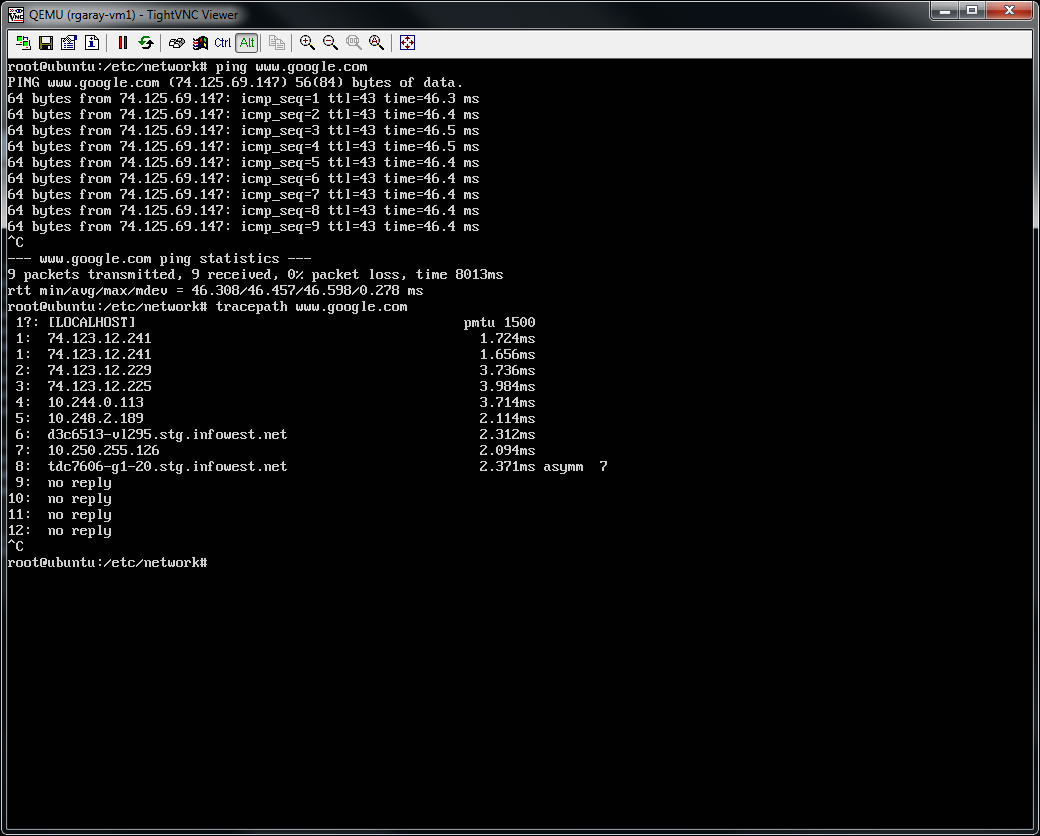 QEMU (rgaray-vm1) - TightVNC Viewer
Ctrl Alt
root@ubuntu:/etc/network# ping www.google.com
PING www.google.com (74.125.69.147) 56(84) bytes of data.
64 bytes from 74.125.69.147: icmp_seq=1 ttl=43 time=46.3 ms
64 bytes from 74.125.69.147: icmp_seq=2 ttl=43 time=46.4 ms
64 bytes from 74.125.69.147: icmp_seq=3 ttl=43 time=46.5 ms
64 bytes from 74.125.69.147: icmp_seq=4 ttl=43 time=46.5 ms
64 bytes from 74.125.69.147: icmp_seq=5 ttl=43 time=46.4 ms
64 bytes from 74.125.69.147: icmp_seq=6 ttl=43 time=46.4 ms
64 bytes from 74.125.69.147: icmp_seq=7 ttl=43 time=46.4 ms
64 bytes from 74.125.69.147: icmp_seq=8 ttl=43 time=46.4 ms
64 bytes from 74.125.69.147: icmp_seq=9 ttl=43 time=46.4 ms
^C
--- www.google.com ping statistics ---
9 packets transmitted, 9 received, 0% packet loss, time 8013ms
rtt min/avg/max/mdev = 46.308/46.457/46.598/0.278 ms
root@ubuntu:/etc/network# tracepath www.google.com
 1?: [LOCALHOST]                                         pmtu 1500
 1:  74.123.12.241                                         1.724ms
 1:  74.123.12.241                                         1.656ms
 2:  74.123.12.229                                         3.736ms
 3:  74.123.12.225                                         3.984ms
 4:  10.244.0.113                                          3.714ms
 5:  10.248.2.189                                          2.114ms
 6:  d3c6513-vl295.stg.infowest.net                        2.312ms
 7:  10.250.255.126                                        2.094ms
 8:  tdc7606-g1-20.stg.infowest.net                        2.371ms asymm  7
 9:  no reply
10:  no reply
11:  no reply
12:  no reply
^C
root@ubuntu:/etc/network#